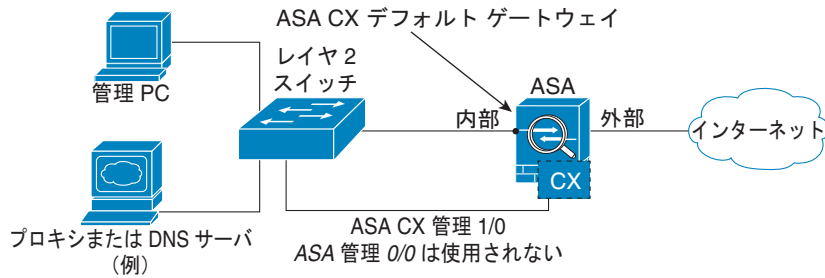 ASA CX デフォルト ゲートウェイ
レイヤ 2
スイッチ
ASA
管理 PC
内部
外部
インターネット
CX
ASA CX 管理 1/0
ASA 管理 0/0 は使用されない
プロキシまたは DNS サーバ
（例）